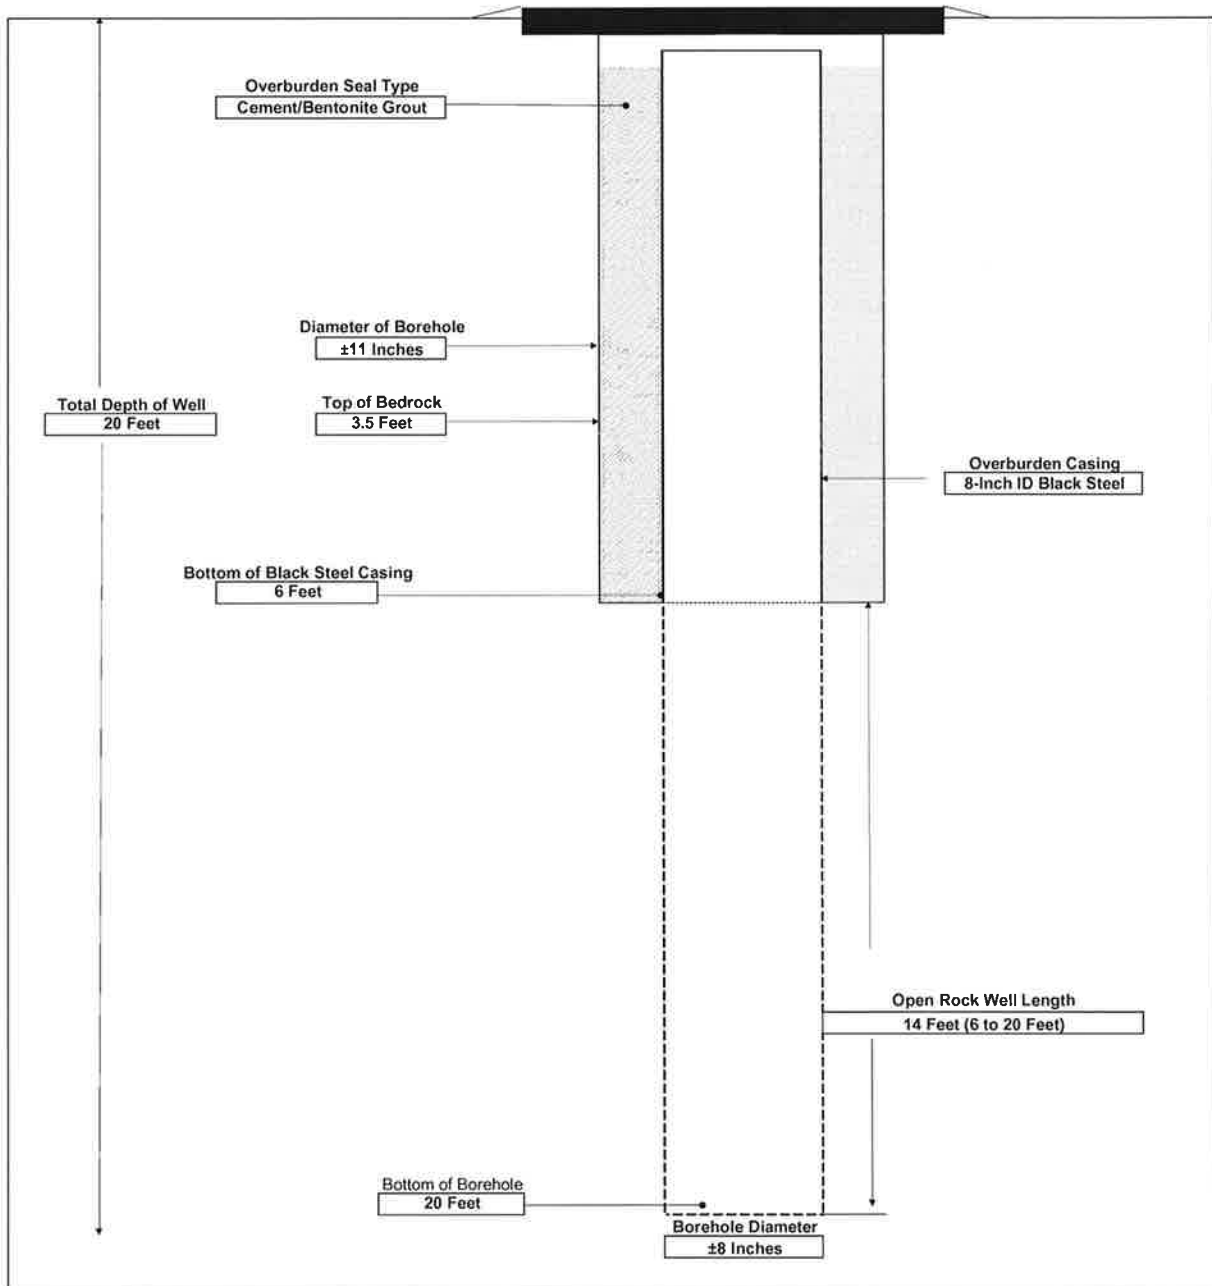 Overburden Seal Type
Cement/Bentonite Grout
Diameter of Borehole
±11 Inches
Total Depth of Well
20 Feet
Top of Bedrock
3.5 Feet
Overburden Casing
8-Inch ID Black Steel
Bottom of Black Steel Casing
6 Feet
Open Rock Well Length
14 Feet (6 to 20 Feet)
Bottom of Borehole
20 Feet
Borehole Diameter
±8 Inches